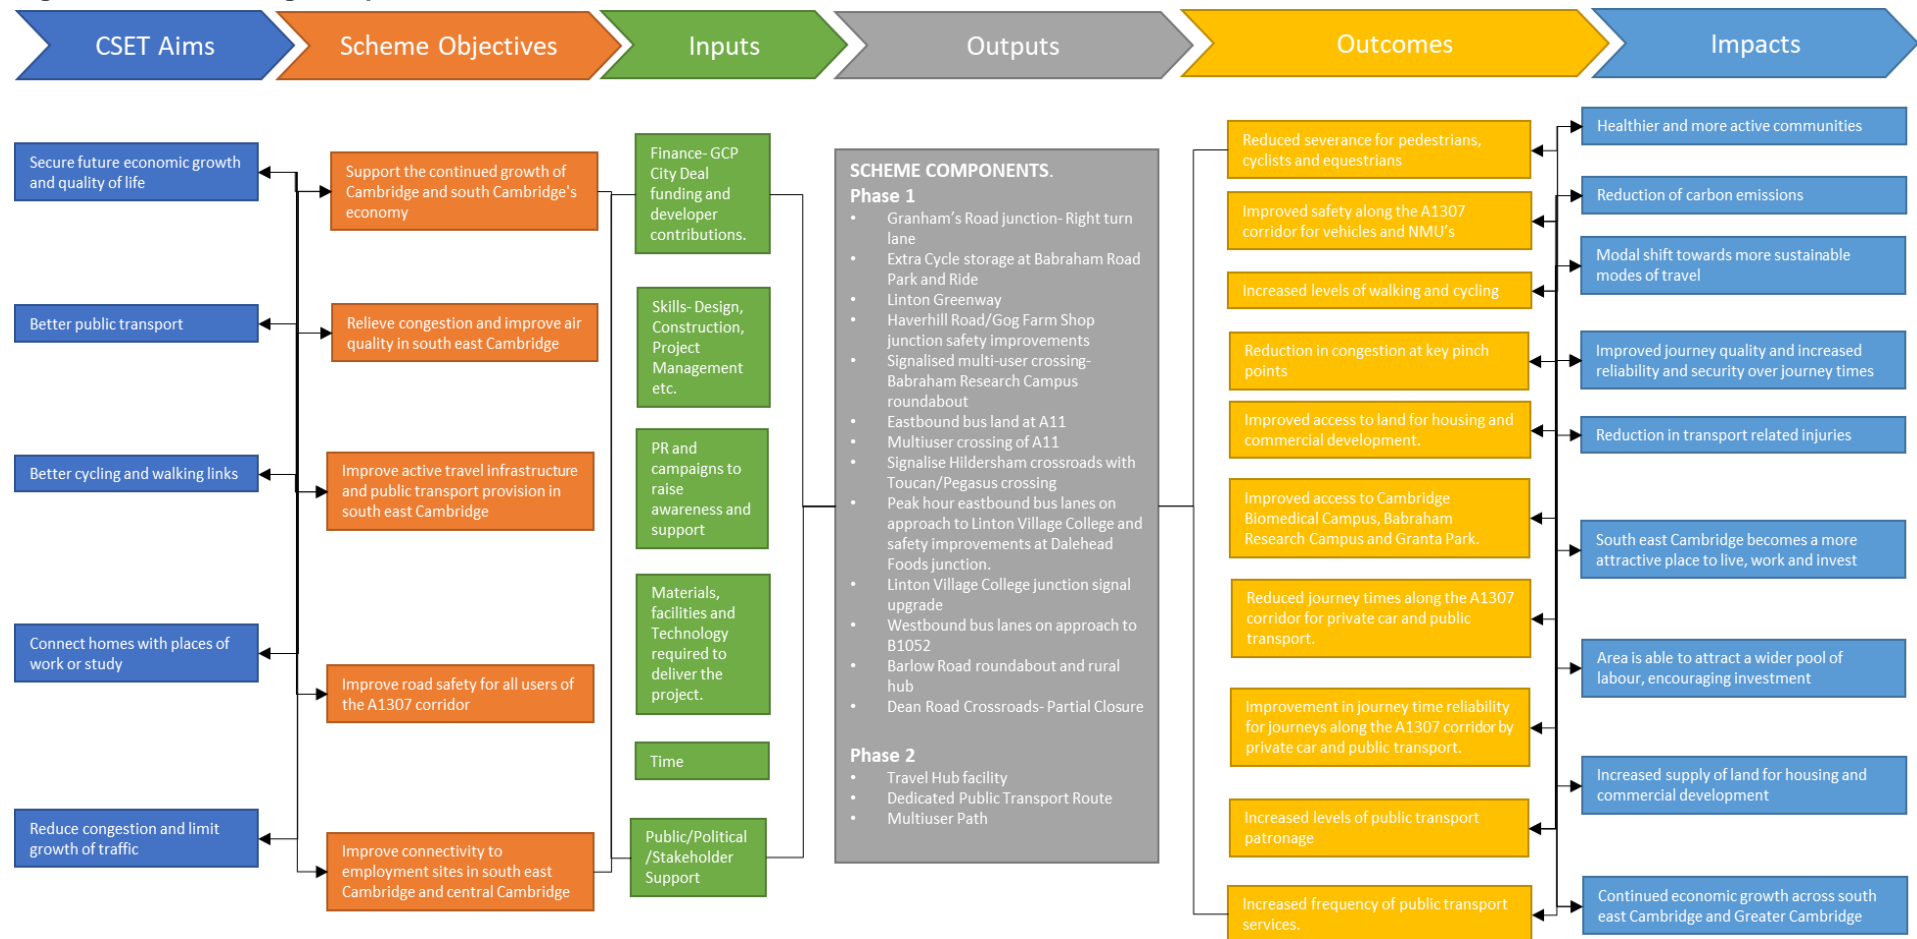 CSET Aims
Scheme Objectives
Inputs
Outputs
Outcomes
Impacts
Secure future economic growth
and quality of life
Better public transport
Better cycling and walking links
Connect homes with places of
work or study
Reduce congestion and limit
growth of traffic
Support the continued growth of
Cambridge and south Cambridge's
economy
Relieve congestion and improve air
quality in south east Cambridge
Improve active travel infrastructure
and public transport provision in
south east Cambridge
Improve road safety for all users of
the A1307 corridor
Improve connectivity to
employment sites in south east
Cambridge and central Cambridge
Finance- GCP
City Deal
funding and
developer
contributions.
Skills- Design,
Construction,
Project
Management
etc.
PR and
campaigns to
raise
awareness and
support
Materials,
facilities and
Technology
required to
deliver the
project.
Time
Public/Political
/Stakeholder
Support
SCHEME COMPONENTS.
Phase 1
• Granham's Road junction- Right turn
lane
• Extra Cycle storage at Babraham Road
Park and Ride
• Linton Greenway
• Haverhill Road/Gog Farm Shop
junction safety improvements
• Signalised multi-user crossing-
Babraham Research Campus
roundabout
• Eastbound bus land at A11
• Multiuser crossing of A11
• Signalise Hildersham crossroads with
Toucan/Pegasus crossing
• Peak hour eastbound bus lanes on
approach to Linton Village College and
safety improvements at Dalehead
Foods junction.
• Linton Village College junction signal
upgrade
• Westbound bus lanes on approach to
B1052
• Barlow Road roundabout and rural
hub
• Dean Road Crossroads- Partial Closure
Phase 2
• Travel Hub facility
• Dedicated Public Transport Route
• Multiuser Path
Reduced severance for pedestrians,
cyclists and equestrians
Improved safety along the A1307
corridor for vehicles and NMU's
Increased levels of walking and cycling
Reduction in congestion at key pinch
points
Improved access to land for housing and
commercial development.
Improved access to Cambridge
Biomedical Campus, Babraham
Research Campus and Granta Park.
Reduced journey times along the A1307
corridor for private car and public
transport.
Improvement in journey time reliability
for journeys along the A1307 corridor by
private car and public transport.
Increased levels of public transport
patronage
Increased frequency of public transport
services.
Healthier and more active communities
Reduction of carbon emissions
Modal shift towards more sustainable
modes of travel
Improved journey quality and increased
reliability and security over journey times
Reduction in transport related injuries
South east Cambridge becomes a more
attractive place to live, work and invest
Area is able to attract a wider pool of
labour, encouraging investment
Increased supply of land for housing and
commercial development
Continued economic growth across south
east Cambridge and Greater Cambridge